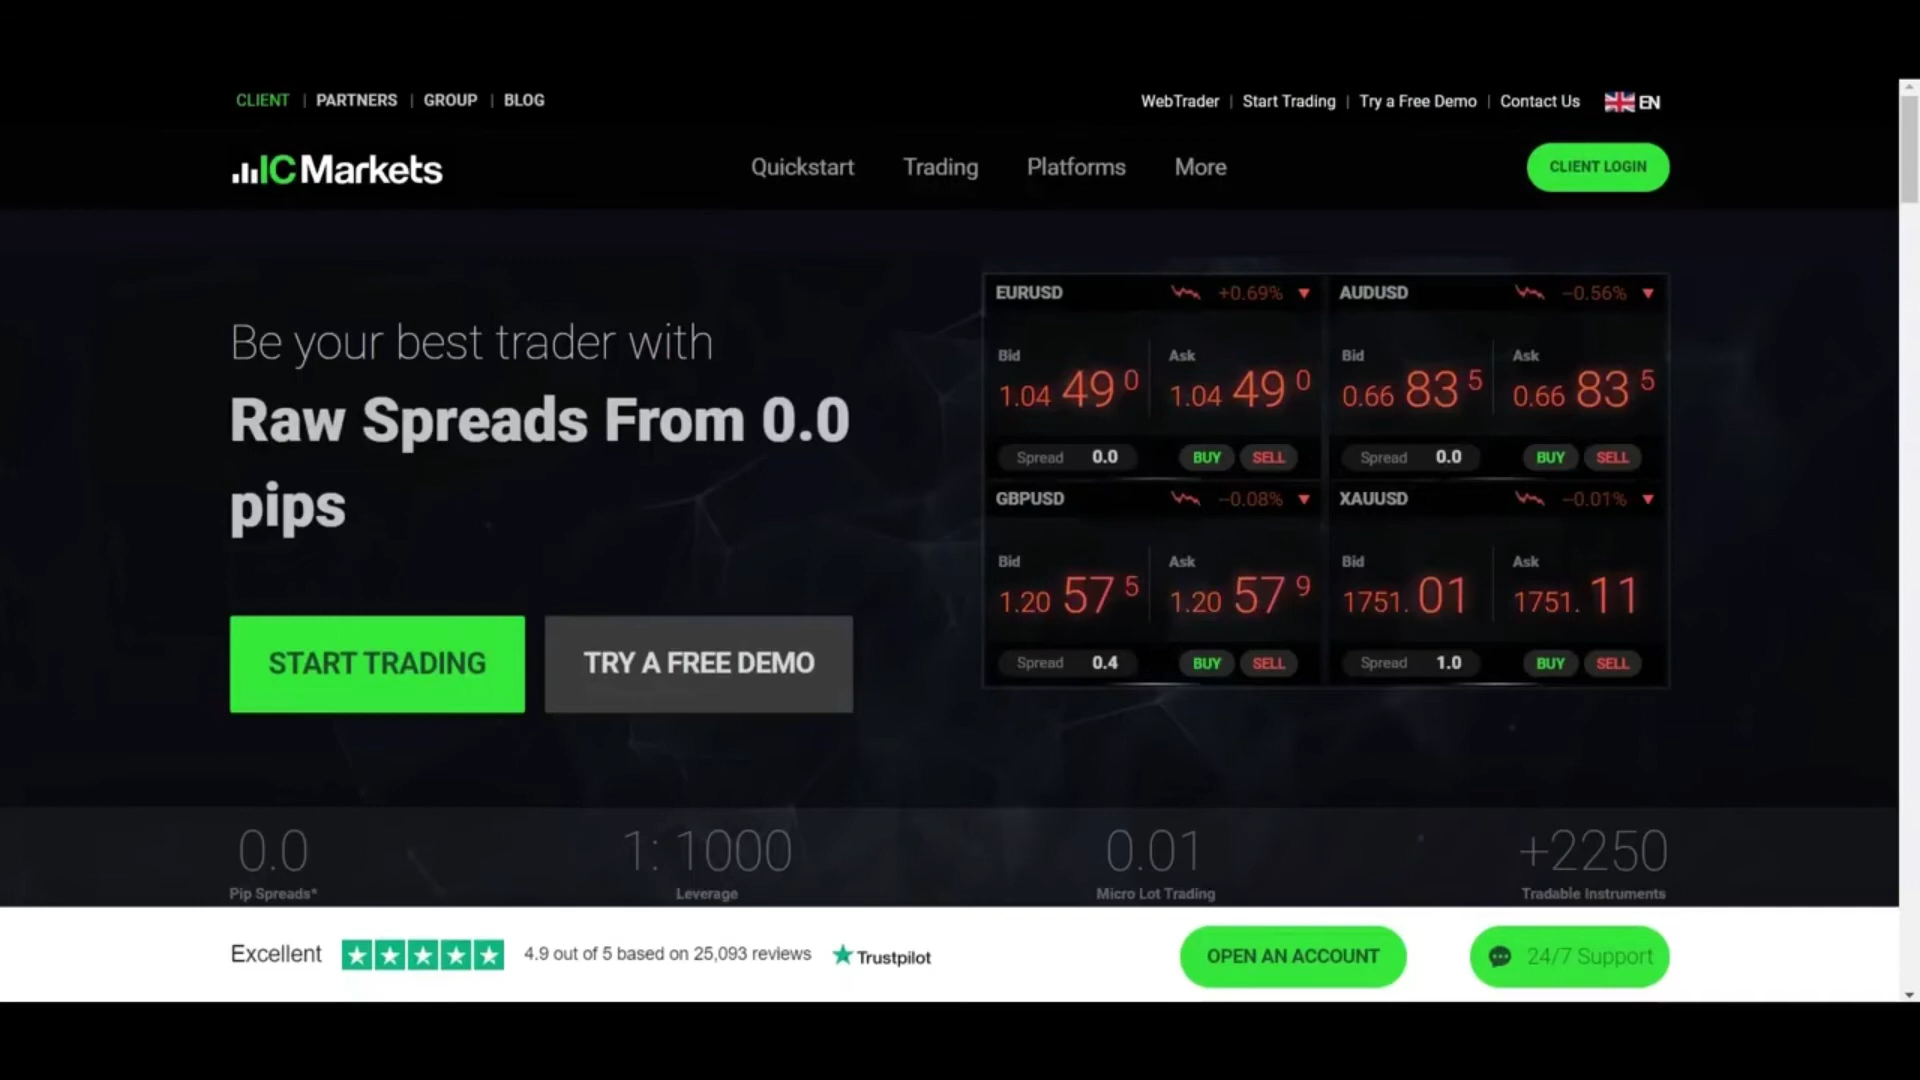 CLIENT | PARTNERS | GROUP | BLOG
WebTrader | Start Trading | Try a Free Demo | Contact Us EN
ICMarkets
Quickstart Trading Platforms More
CLIENT LOGIN
Be your best trader with
Raw Spreads From 0.0
pips
START TRADING
TRY A FREE DEMO
EURUSD +0.69%
Bid Ask
1.04 49 0 1.04 49 0
Spread 0.0 BUY SELL
AUDUSD −0.56%
Bid Ask
0.66 83 5 0.66 83 5
Spread 0.0 BUY SELL
GBPUSD −0.08%
Bid Ask
1.20 57 5 1.20 57 9
Spread 0.4 BUY SELL
XAUUSD −0.01%
Bid Ask
1751. 01 1751. 11
Spread 1.0 BUY SELL
0.0
Pip Spreads*
1:1000
Leverage
0.01
Micro Lot Trading
+2250
Tradable Instruments
Excellent 4.9 out of 5 based on 25,093 reviews Trustpilot
OPEN AN ACCOUNT
24/7 Support